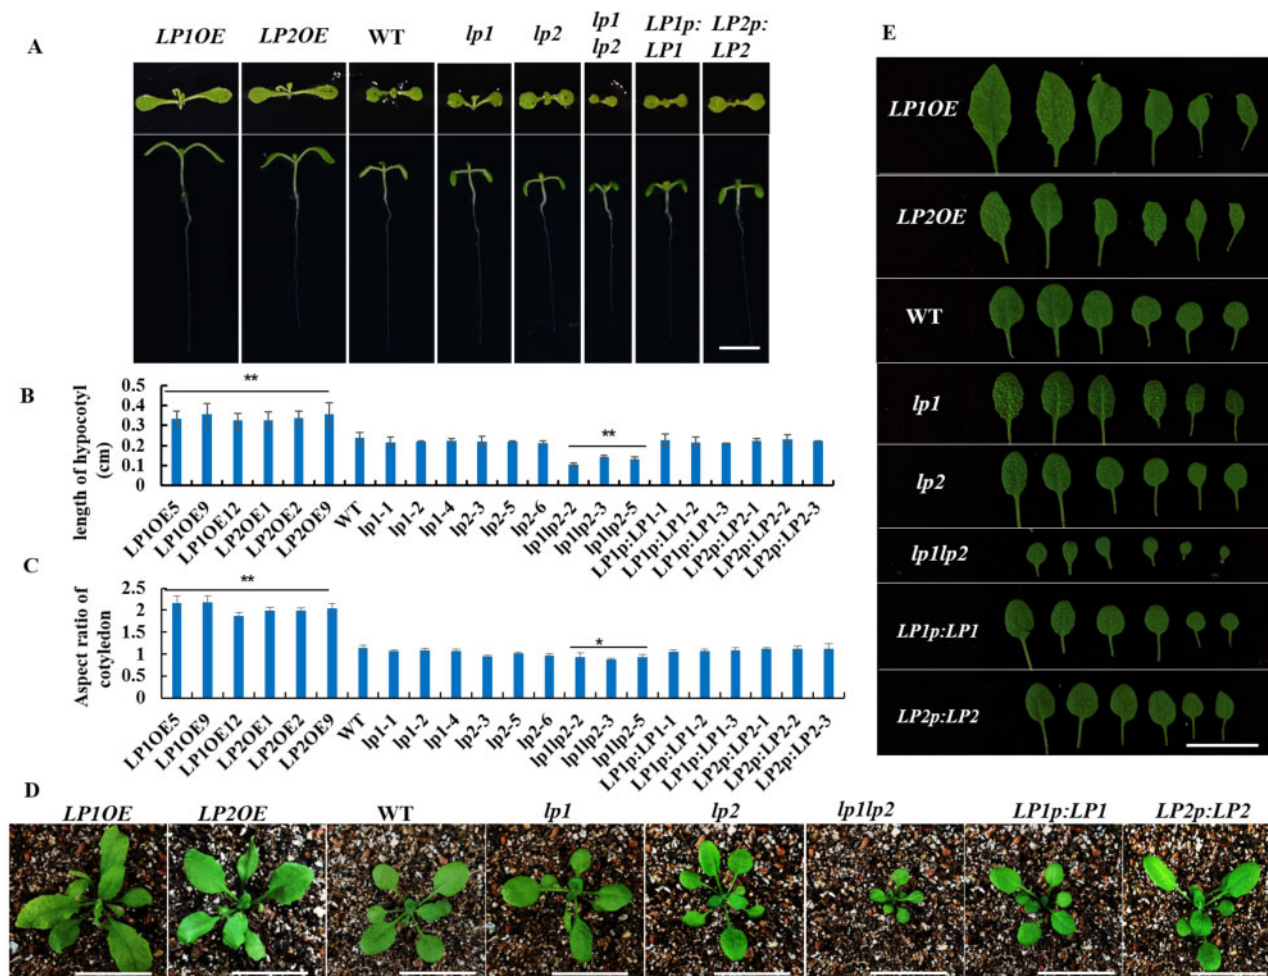 A
LP1OE
LP2OE
WT
lp1
lp2
lp1
lp2
LP1p:
LP1
LP2p:
LP2
B
length of hypocotyl
(cm)
0.5
0.4
0.3
0.2
0.1
0
**
**
LP1OE5
LP1OE9
LP1OE12
LP2OE1
LP2OE2
LP2OE9
WT
lp1-1
lp1-2
lp1-4
lp2-3
lp2-5
lp2-6
lp1lp2-2
lp1lp2-3
lp1lp2-5
LP1p:LP1-1
LP1p:LP1-2
LP1p:LP1-3
LP2p:LP2-1
LP2p:LP2-2
LP2p:LP2-3
C
Aspect ratio of
cotyledon
2.5
2
1.5
1
0.5
0
**
*
LP1OE5
LP1OE9
LP1OE12
LP2OE1
LP2OE2
LP2OE9
WT
lp1-1
lp1-2
lp1-4
lp2-3
lp2-5
lp2-6
lp1lp2-2
lp1lp2-3
lp1lp2-5
LP1p:LP1-1
LP1p:LP1-2
LP1p:LP1-3
LP2p:LP2-1
LP2p:LP2-2
LP2p:LP2-3
D
LP1OE
LP2OE
WT
lp1
lp2
lp1lp2
LP1p:LP1
LP2p:LP2
E
LP1OE
LP2OE
WT
lp1
lp2
lp1lp2
LP1p:LP1
LP2p:LP2